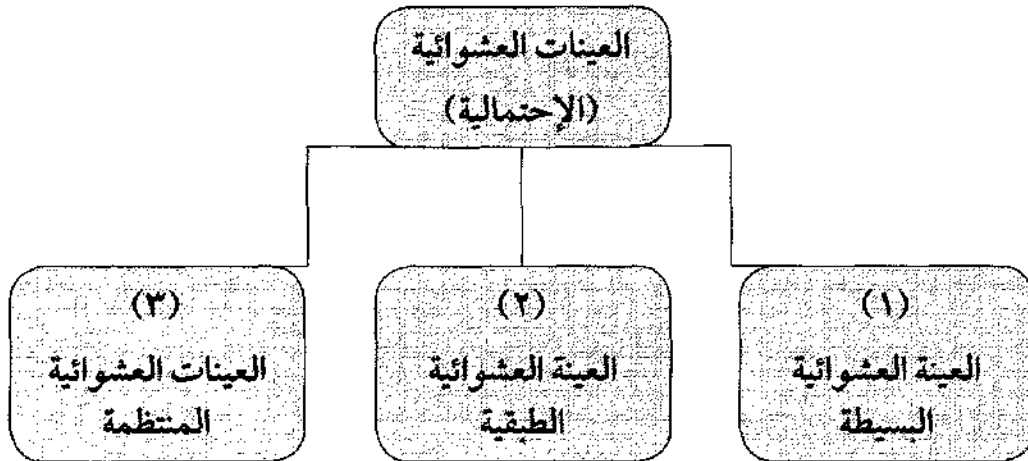 العينات العشوائية
(الإحتمالية)
(١)
العينة العشوائية
البسيطة
(٢)
العينة العشوائية
الطبقية
(٣)
العينات العشوائية
المنتظمة